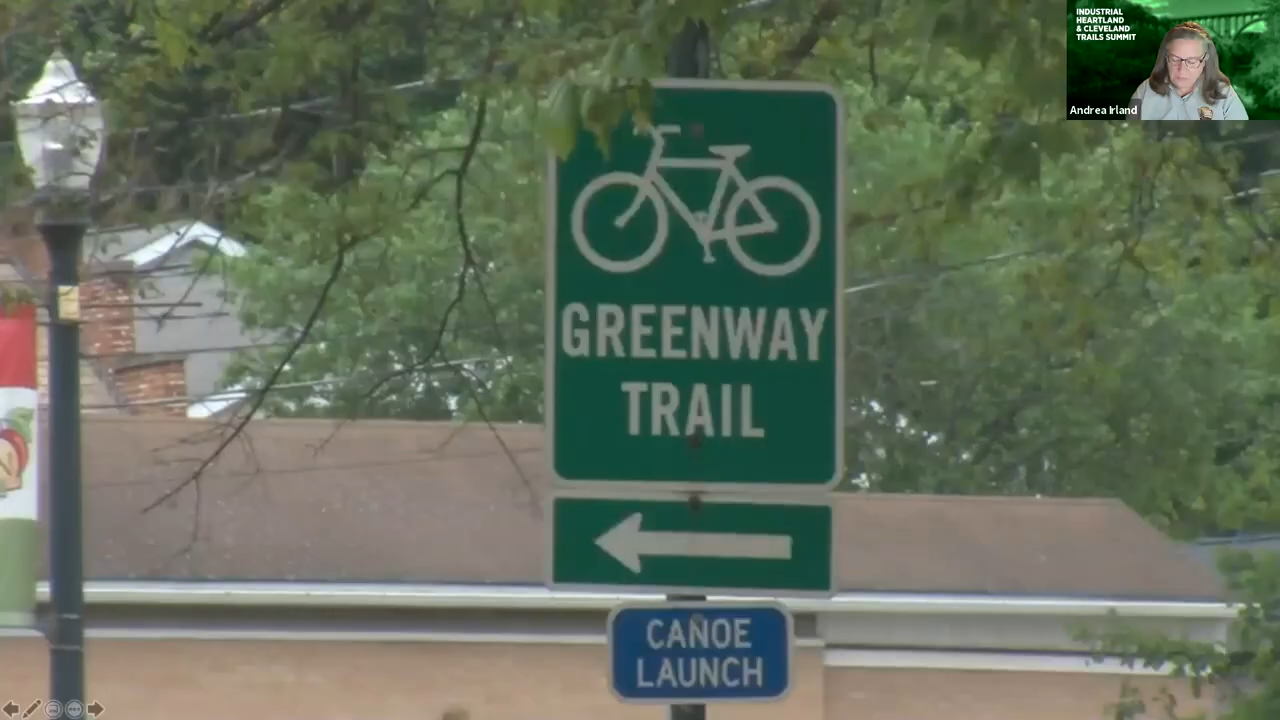 INDUSTRIAL
HEARTLAND
& CLEVELAND
TRAILS SUMMIT
Andrea Irland
GREENWAY
TRAIL
CANOE
LAUNCH